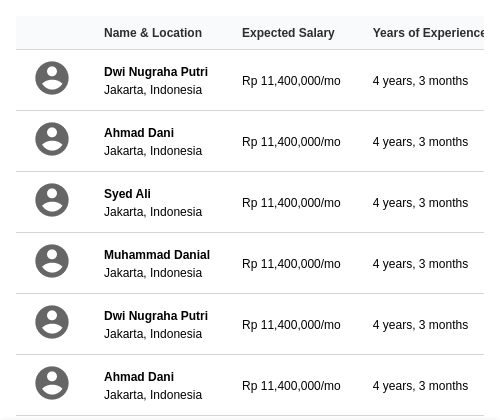 Name & Location Expected Salary Years of Experience
Dwi Nugraha Putri
Jakarta, Indonesia
Rp 11,400,000/mo 4 years, 3 months
Ahmad Dani
Jakarta, Indonesia
Rp 11,400,000/mo 4 years, 3 months
Syed Ali
Jakarta, Indonesia
Rp 11,400,000/mo 4 years, 3 months
Muhammad Danial
Jakarta, Indonesia
Rp 11,400,000/mo 4 years, 3 months
Dwi Nugraha Putri
Jakarta, Indonesia
Rp 11,400,000/mo 4 years, 3 months
Ahmad Dani
Jakarta, Indonesia
Rp 11,400,000/mo 4 years, 3 months